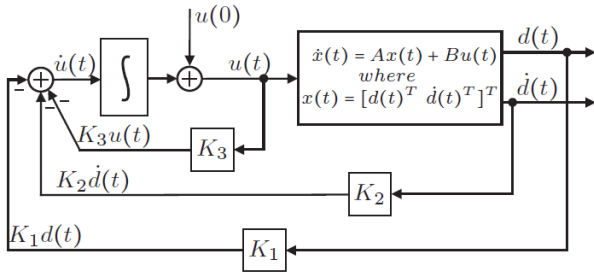 u(0)
d(t)
u̇(t)
∫
u(t)
ẋ(t) = Ax(t) + Bu(t)
where
x(t) = [d(t)ᵀ ḋ(t)ᵀ]ᵀ
ḋ(t)
+
+
−
−
−
K₃u(t)
K₃
K₂ḋ(t)
K₂
K₁d(t)
K₁